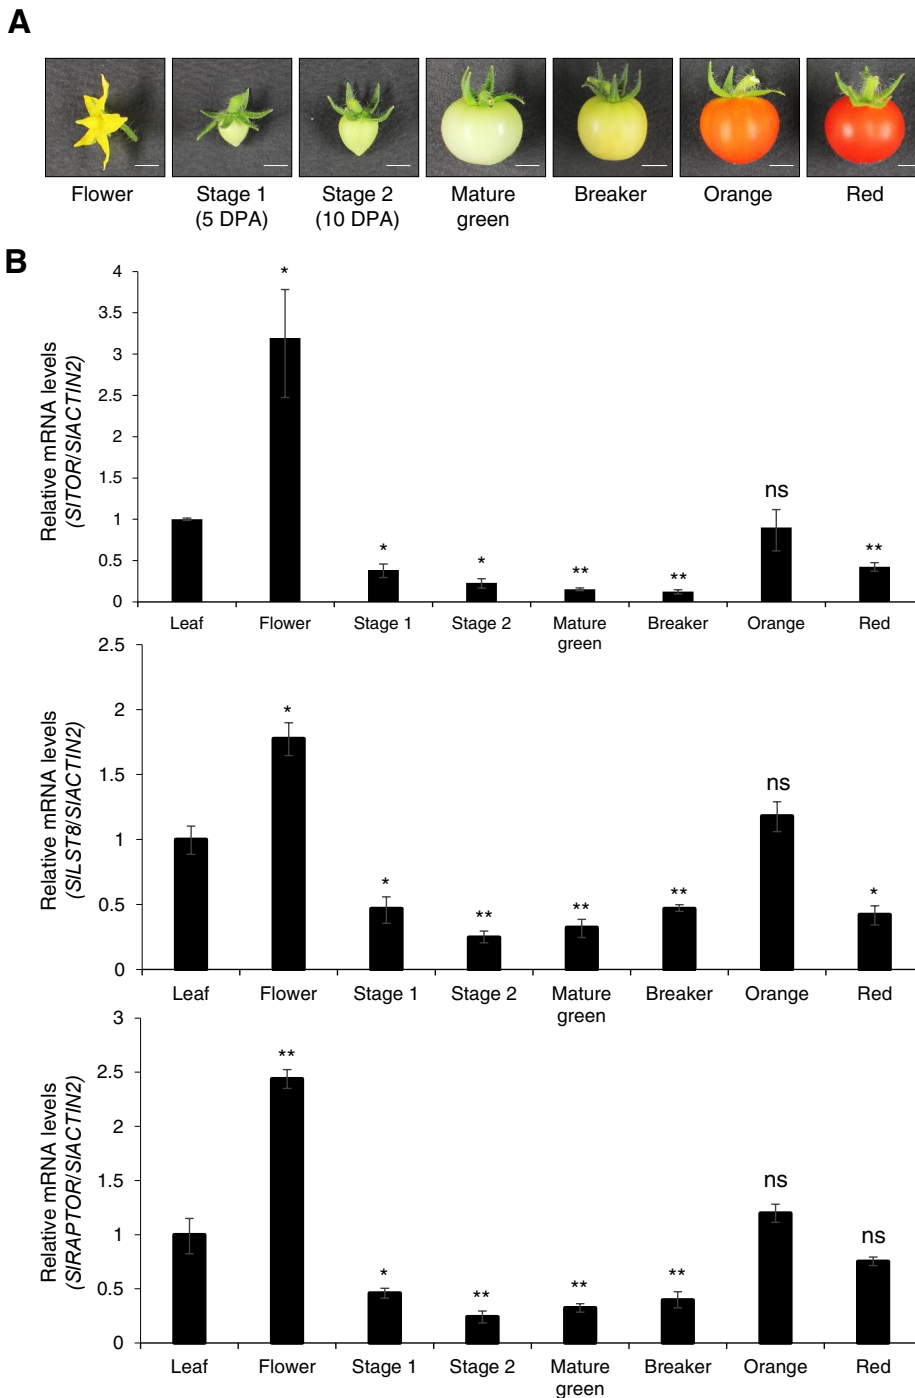 A
Flower
Stage 1
(5 DPA)
Stage 2
(10 DPA)
Mature
green
Breaker
Orange
Red
B
Relative mRNA levels
(SlTOR/SlACTIN2)
4
3.5
3
2.5
2
1.5
1
0.5
0
*
*
*
**
**
ns
**
Leaf
Flower
Stage 1
Stage 2
Mature
green
Breaker
Orange
Red
Relative mRNA levels
(SlLST8/SlACTIN2)
2.5
2
1.5
1
0.5
0
*
*
**
**
**
ns
*
Leaf
Flower
Stage 1
Stage 2
Mature
green
Breaker
Orange
Red
Relative mRNA levels
(SlRAPTOR/SlACTIN2)
3
2.5
2
1.5
1
0.5
0
**
*
**
**
**
ns
ns
Leaf
Flower
Stage 1
Stage 2
Mature
green
Breaker
Orange
Red